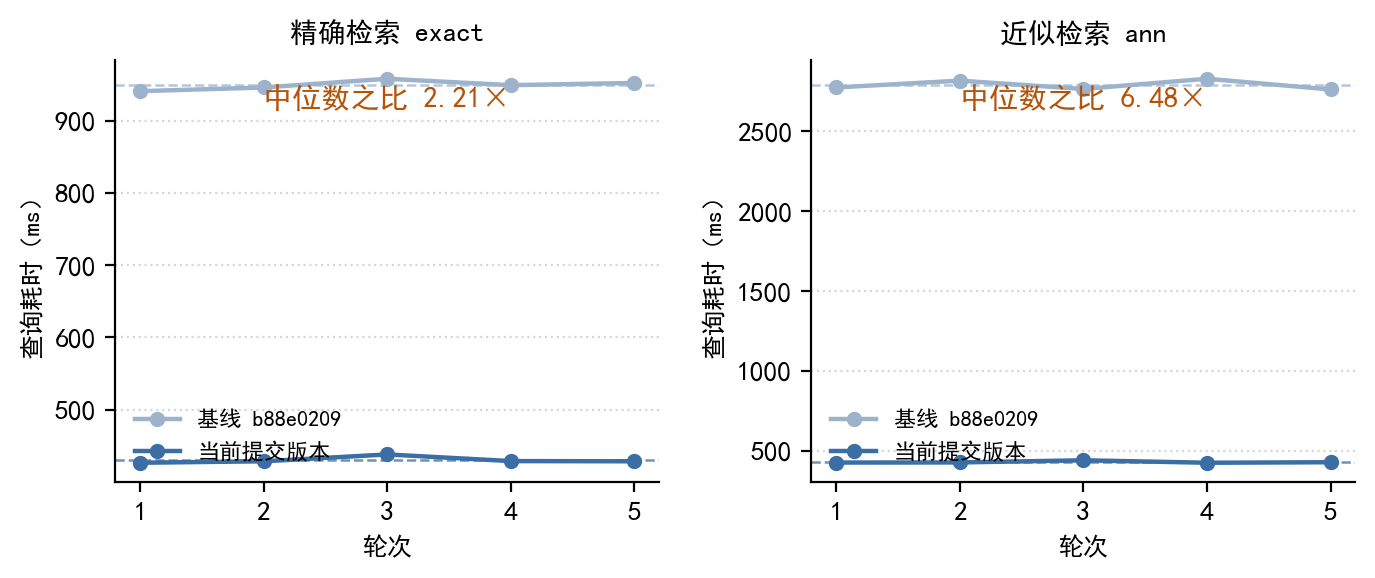 精确检索 exact
中位数之比 2.21×
900
800
700
600
500
查询耗时（ms）
基线 b88e0209
当前提交版本
1 2 3 4 5
轮次
近似检索 ann
中位数之比 6.48×
2500
2000
1500
1000
500
查询耗时（ms）
基线 b88e0209
当前提交版本
1 2 3 4 5
轮次